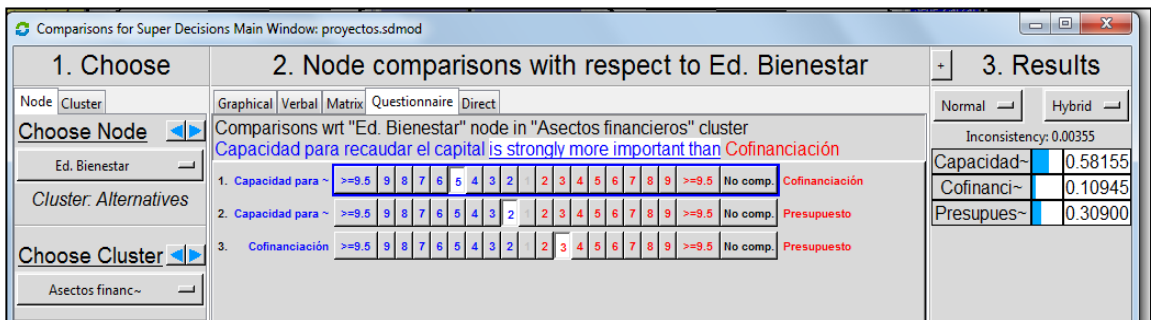 Comparisons for Super Decisions Main Window: proyectos.sdmod
1. Choose
Node Cluster
Choose Node
Ed. Bienestar
Cluster: Alternatives
Choose Cluster
Asectos financ~
2. Node comparisons with respect to Ed. Bienestar
Graphical Verbal Matrix Questionnaire Direct
Comparisons wrt "Ed. Bienestar" node in "Asectos financieros" cluster
Capacidad para recaudar el capital is strongly more important than Cofinanciación
1. Capacidad para ~ >=9.5 9 8 7 6 5 4 3 2 1 2 3 4 5 6 7 8 9 >=9.5 No comp. Cofinanciación
2. Capacidad para ~ >=9.5 9 8 7 6 5 4 3 2 1 2 3 4 5 6 7 8 9 >=9.5 No comp. Presupuesto
3. Cofinanciación >=9.5 9 8 7 6 5 4 3 2 1 2 3 4 5 6 7 8 9 >=9.5 No comp. Presupuesto
+ 3. Results
Normal Hybrid
Inconsistency: 0.00355
Capacidad~ 0.58155
Cofinanci~ 0.10945
Presupues~ 0.30900